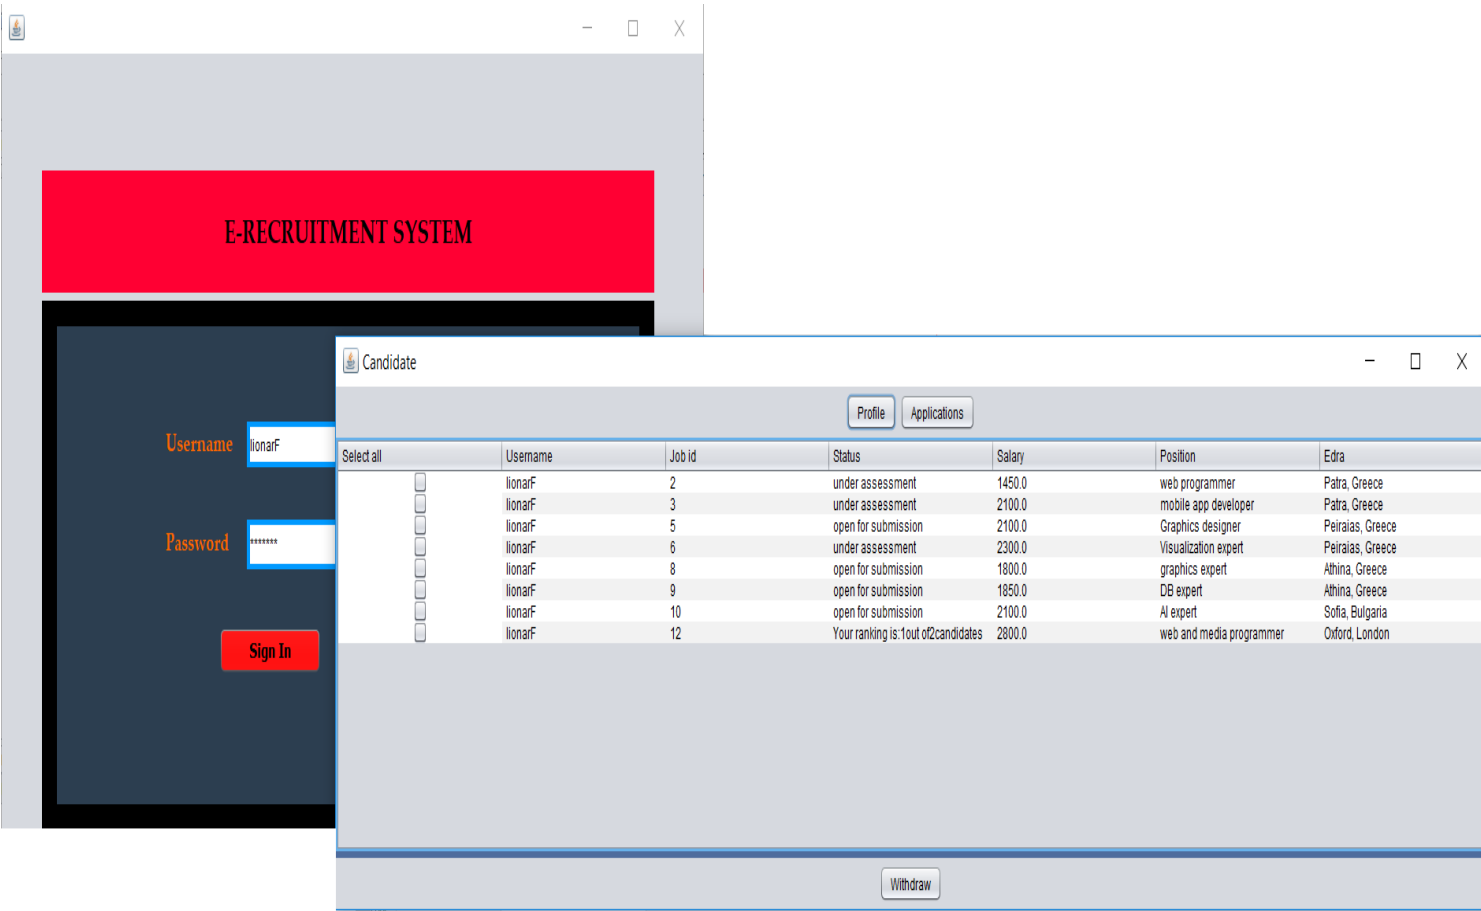 E-RECRUITMENT SYSTEM
Username lionarF
Password *******
Sign In
Candidate
Profile Applications
Select all Username Job id Status Salary Position Edra
lionarF 2 under assessment 1450.0 web programmer Patra, Greece
lionarF 3 under assessment 2100.0 mobile app developer Patra, Greece
lionarF 5 open for submission 2100.0 Graphics designer Peiraias, Greece
lionarF 6 under assessment 2300.0 Visualization expert Peiraias, Greece
lionarF 8 open for submission 1800.0 graphics expert Athina, Greece
lionarF 9 open for submission 1850.0 DB expert Athina, Greece
lionarF 10 open for submission 2100.0 AI expert Sofia, Bulgaria
lionarF 12 Your ranking is:1out of2candidates 2800.0 web and media programmer Oxford, London
Withdraw